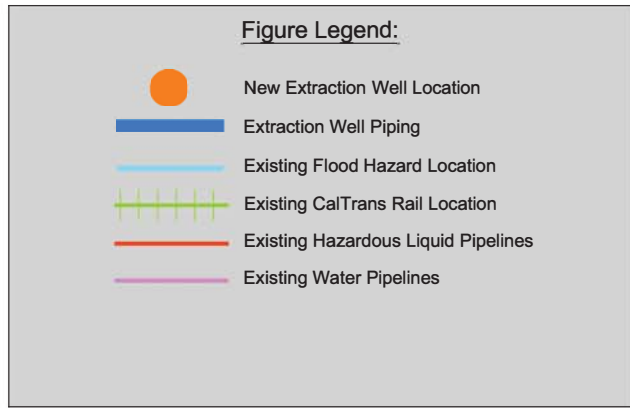 Figure Legend:
New Extraction Well Location
Extraction Well Piping
Existing Flood Hazard Location
Existing CalTrans Rail Location
Existing Hazardous Liquid Pipelines
Existing Water Pipelines